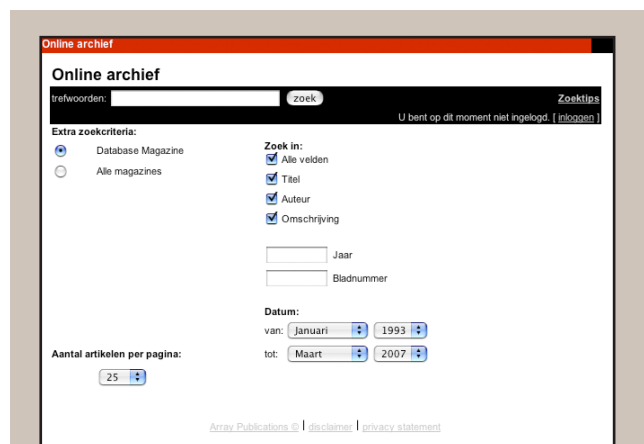 Online archief
Online archief
trefwoorden: zoek Zoektips
U bent op dit moment niet ingelogd. [ inloggen ]
Extra zoekcriteria:
Database Magazine
Alle magazines
Zoek in:
Alle velden
Titel
Auteur
Omschrijving
Jaar
Bladnummer
Datum:
van: Januari 1993
Aantal artikelen per pagina: tot: Maart 2007
25
Array Publications © | disclaimer | privacy statement